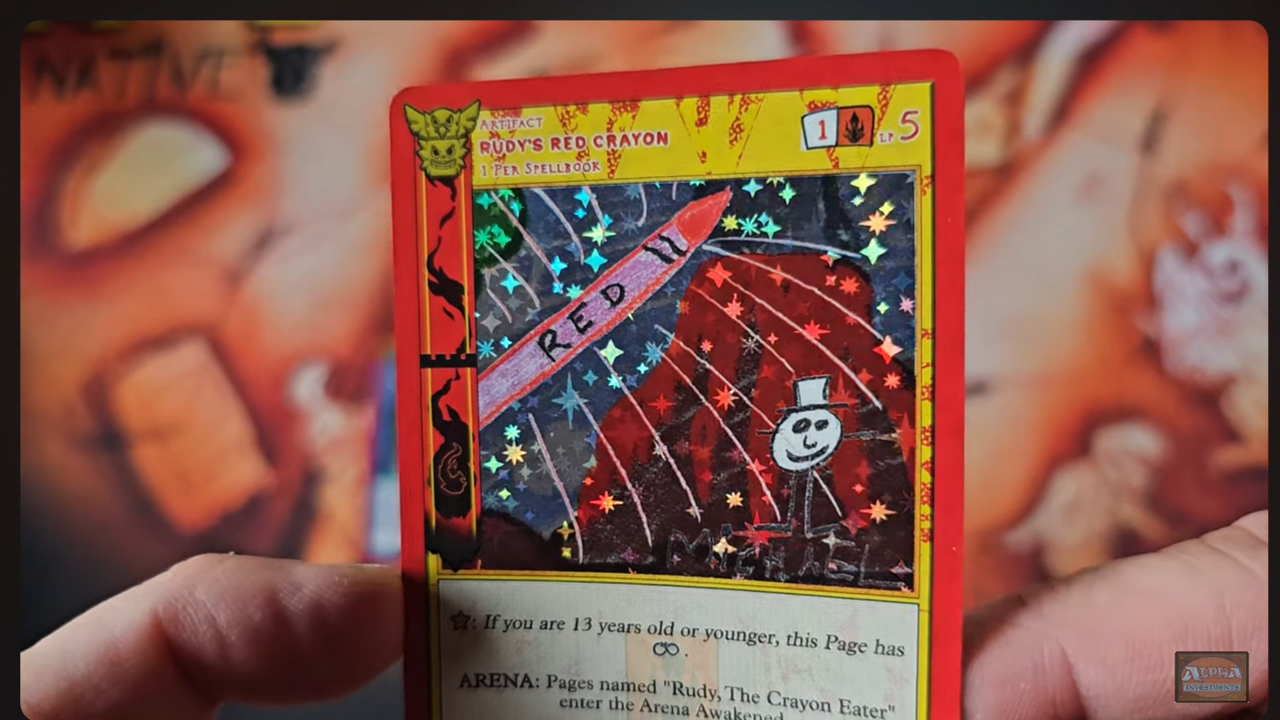 NATIVE
ARTIFACT
RUDY'S RED CRAYON
1 PER SPELLBOOK
1
LP 5
RED
MICHAEL
: If you are 13 years old or younger, this Page has
∞ .
ARENA: Pages named "Rudy, The Crayon Eater"
enter the Arena Awakened
ALPHA
INVESTMENTS